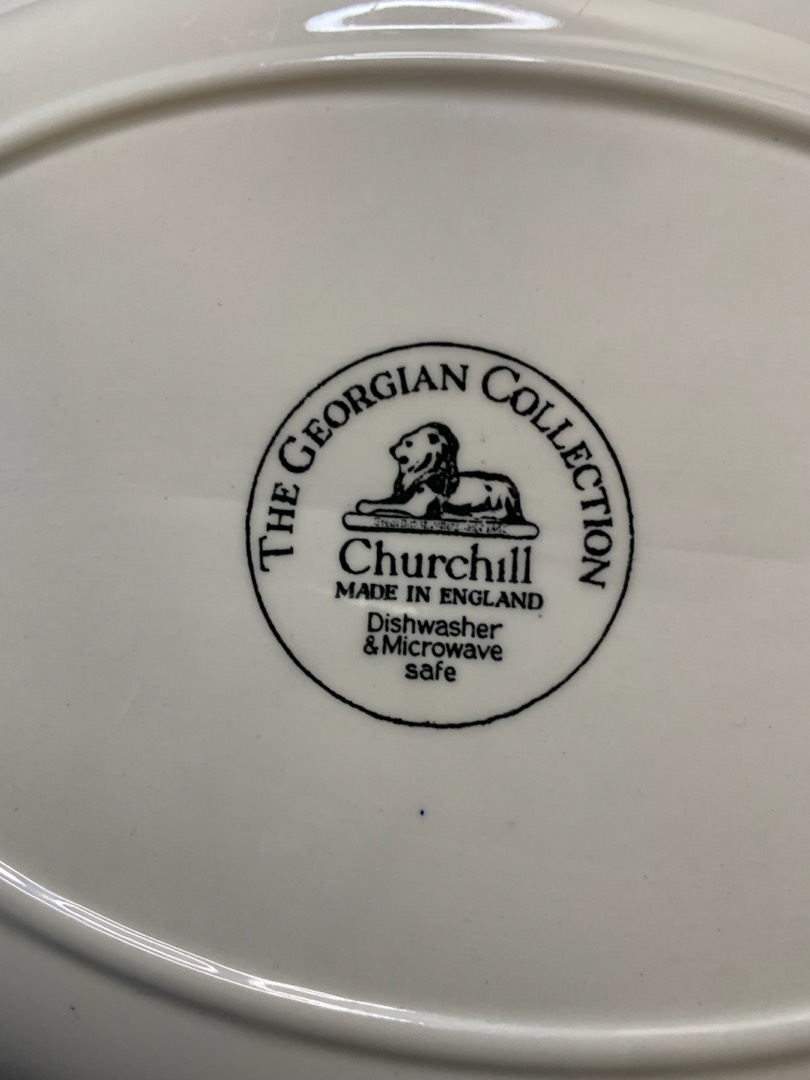 THE GEORGIAN COLLECTION
Churchill
MADE IN ENGLAND
Dishwasher
& Microwave
safe